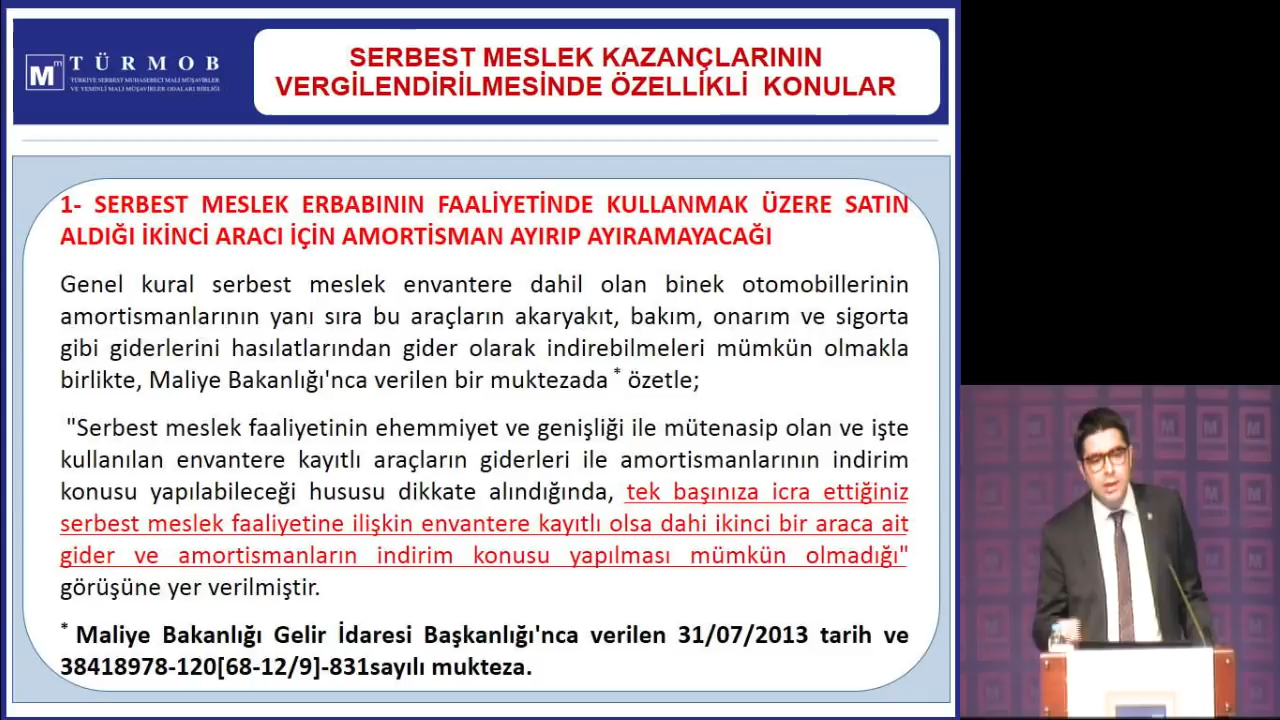 TÜRMOB
TÜRKİYE SERBEST MUHASEBECİ MALİ MÜŞAVİRLER
VE YEMİNLİ MALİ MÜŞAVİRLER ODALARI BİRLİĞİ
SERBEST MESLEK KAZANÇLARININ
VERGİLENDİRİLMESİNDE ÖZELLİKLİ KONULAR
1- SERBEST MESLEK ERBABININ FAALİYETİNDE KULLANMAK ÜZERE SATIN
ALDIĞI İKİNCİ ARACI İÇİN AMORTİSMAN AYIRIP AYIRAMAYACAĞI
Genel kural serbest meslek envantere dahil olan binek otomobillerinin
amortismanlarının yanı sıra bu araçların akaryakıt, bakım, onarım ve sigorta
gibi giderlerini hasılatlarından gider olarak indirebilmeleri mümkün olmakla
birlikte, Maliye Bakanlığı'nca verilen bir muktezada * özetle;
"Serbest meslek faaliyetinin ehemmiyet ve genişliği ile mütenasip olan ve işte
kullanılan envantere kayıtlı araçların giderleri ile amortismanlarının indirim
konusu yapılabileceği hususu dikkate alındığında, tek başınıza icra ettiğiniz
serbest meslek faaliyetine ilişkin envantere kayıtlı olsa dahi ikinci bir araca ait
gider ve amortismanların indirim konusu yapılması mümkün olmadığı"
görüşüne yer verilmiştir.
* Maliye Bakanlığı Gelir İdaresi Başkanlığı'nca verilen 31/07/2013 tarih ve
38418978-120[68-12/9]-831sayılı mukteza.